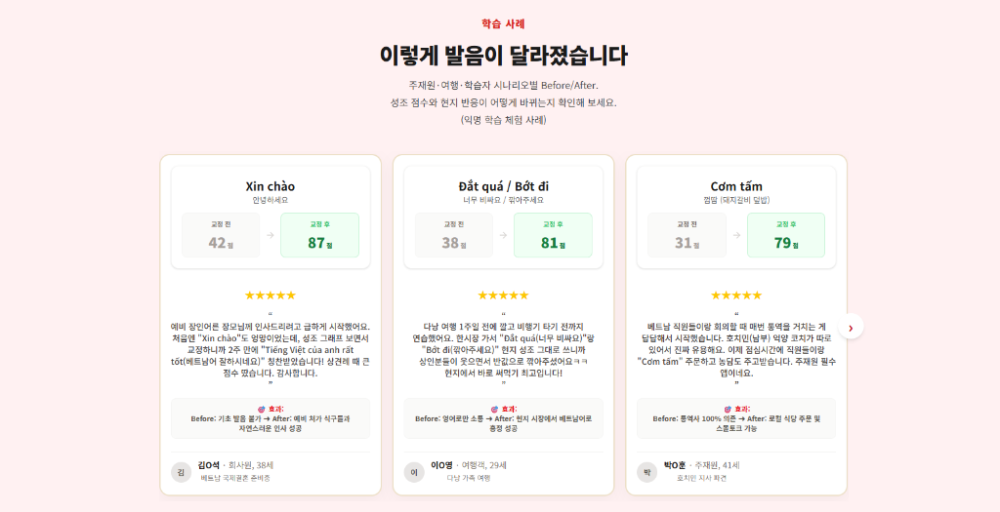 학습 사례
이렇게 발음이 달라졌습니다
주재원·여행·학습자 시나리오별 Before/After.
성조 점수와 현지 반응이 어떻게 바뀌는지 확인해 보세요.
(익명 학습 체험 사례)
Xin chào
안녕하세요
교정 전
42점
→
교정 후
87점
★★★★★
“
예비 장인어른 장모님께 인사드리려고 급하게 시작했어요.
처음엔 "Xin chào"도 엉망이었는데, 성조 그래프 보면서
교정하니까 2주 만에 "Tiếng Việt của anh rất
tốt(베트남어 잘하시네요)" 칭찬받았습니다! 상견례 때 큰
점수 땄습니다. 감사합니다.
”
🎯 효과:
Before: 기초 발음 불가 → After: 예비 처가 식구들과
자연스러운 인사 성공
김
김O석 · 회사원, 38세
베트남 국제결혼 준비중
Đắt quá / Bớt đi
너무 비싸요 / 깎아주세요
교정 전
38점
→
교정 후
81점
★★★★★
“
다낭 여행 1주일 전에 깔고 비행기 타기 전까지
연습했어요. 한시장 가서 "Đắt quá(너무 비싸요)"랑
"Bớt đi(깎아주세요)" 현지 성조 그대로 쓰니까
상인분들이 웃으면서 반값으로 깎아주셨어요ㅋㅋ
현지에서 바로 써먹기 최고입니다!
”
🎯 효과:
Before: 영어로만 소통 → After: 현지 시장에서 베트남어로
흥정 성공
이
이O영 · 여행객, 29세
다낭 가족 여행
Cơm tấm
껌땀 (돼지갈비 덮밥)
교정 전
31점
→
교정 후
79점
★★★★★
“
베트남 직원들이랑 회의할 때 매번 통역을 거치는 게
답답해서 시작했습니다. 호치민(남부) 억양 코치가 따로
있어서 진짜 유용해요. 이제 점심시간에 직원들이랑
"Cơm tấm" 주문하고 농담도 주고받습니다. 주재원 필수
앱이네요.
”
🎯 효과:
Before: 통역사 100% 의존 → After: 로컬 식당 주문 및
스몰토크 가능
박
박O훈 · 주재원, 41세
호치민 지사 파견
›